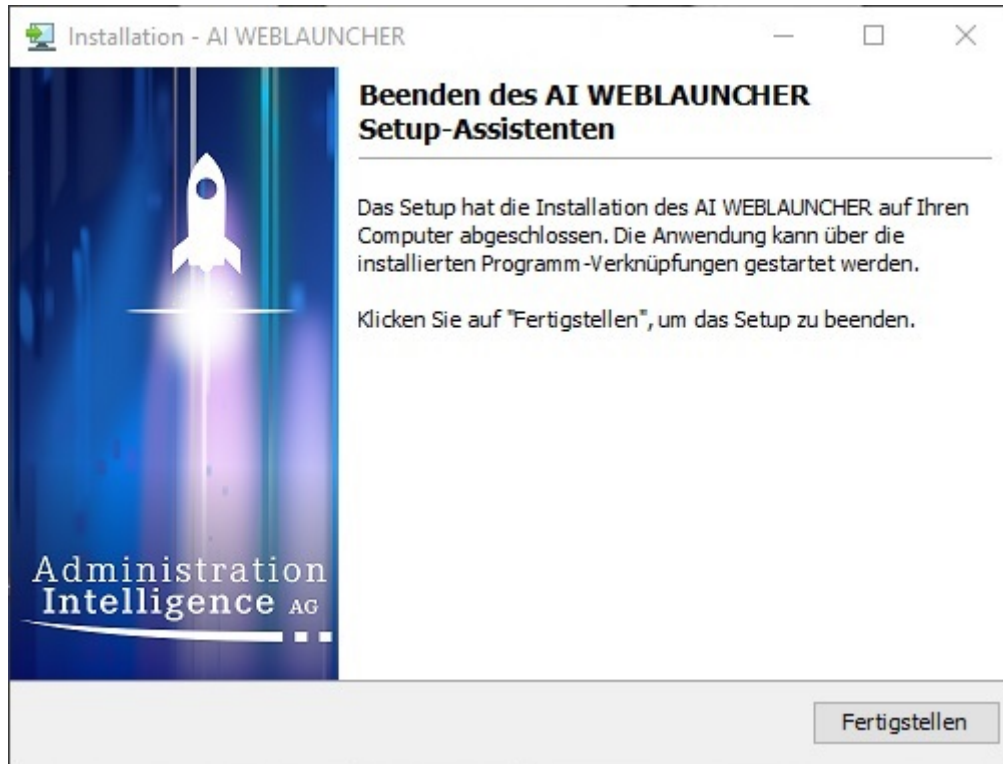 Installation - AI WEBLAUNCHER
Beenden des AI WEBLAUNCHER
Setup-Assistenten
Das Setup hat die Installation des AI WEBLAUNCHER auf Ihren
Computer abgeschlossen. Die Anwendung kann über die
installierten Programm-Verknüpfungen gestartet werden.
Klicken Sie auf "Fertigstellen", um das Setup zu beenden.
Administration
Intelligence AG
Fertigstellen